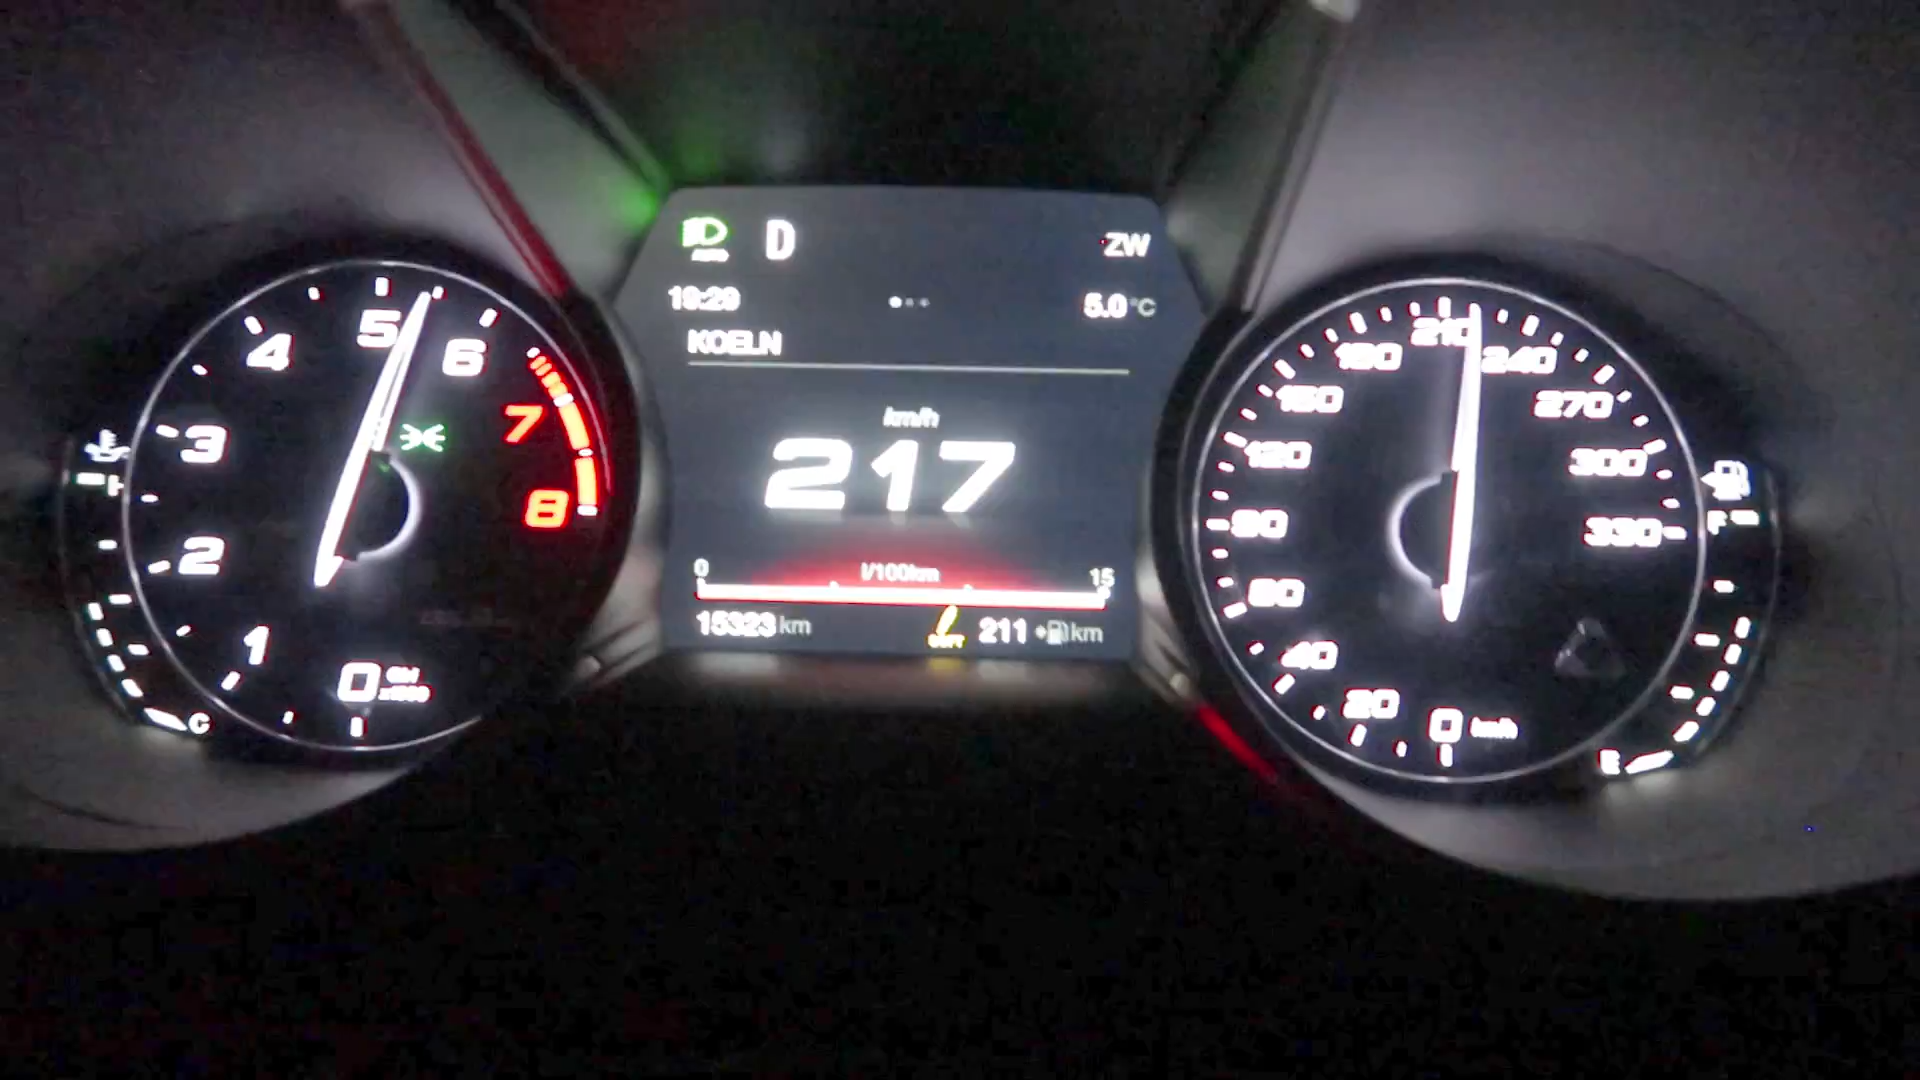 D ZW
AUTO
19:29 5.0°C
KOELN
km/h
217
0 l/100km 15
15323 km 211 km
0 1 2 3 4 5 6 7 8
H
C
0 20 40 60 90 120 150 180 210 240 270 300 330
km/h
F
E